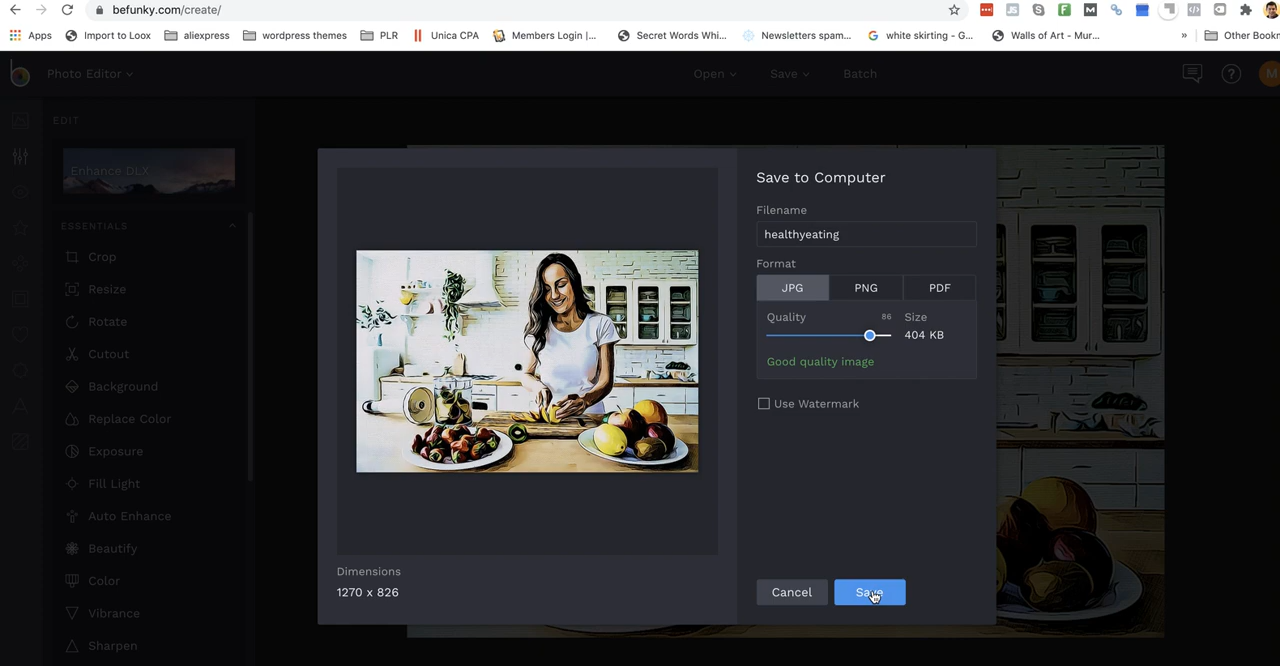 befunky.com/create/
Apps Import to Loox aliexpress wordpress themes PLR Unica CPA Members Login |... Secret Words Whi... Newsletters spam... white skirting - G... Walls of Art - Mur... » Other Bookm
Photo Editor Open Save Batch ? M
EDIT
Enhance DLX
ESSENTIALS
Crop
Resize
Rotate
Cutout
Background
Replace Color
Exposure
Fill Light
Auto Enhance
Beautify
Color
Vibrance
Sharpen
Dimensions
1270 x 826
Save to Computer
Filename
healthyeating
Format
JPG PNG PDF
Quality 86 Size
404 KB
Good quality image
Use Watermark
Cancel Save